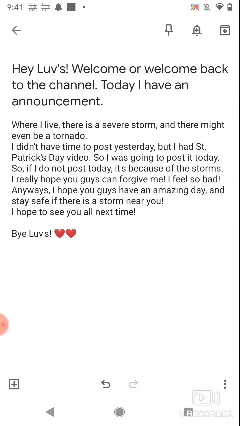 9:41
Hey Luv's! Welcome or welcome back
to the channel. Today I have an
announcement.
Where I live, there is a severe storm, and there might
even be a tornado.
I didn't have time to post yesterday, but I had St.
Patrick's Day video. So I was going to post it today.
So, if I do not post today, it's because of the storms.
I really hope you guys can forgive me! I feel so bad!
Anyways, I hope you guys have an amazing day, and
stay safe if there is a storm near you!
I hope to see you all next time!
Bye Luv's! ❤️❤️